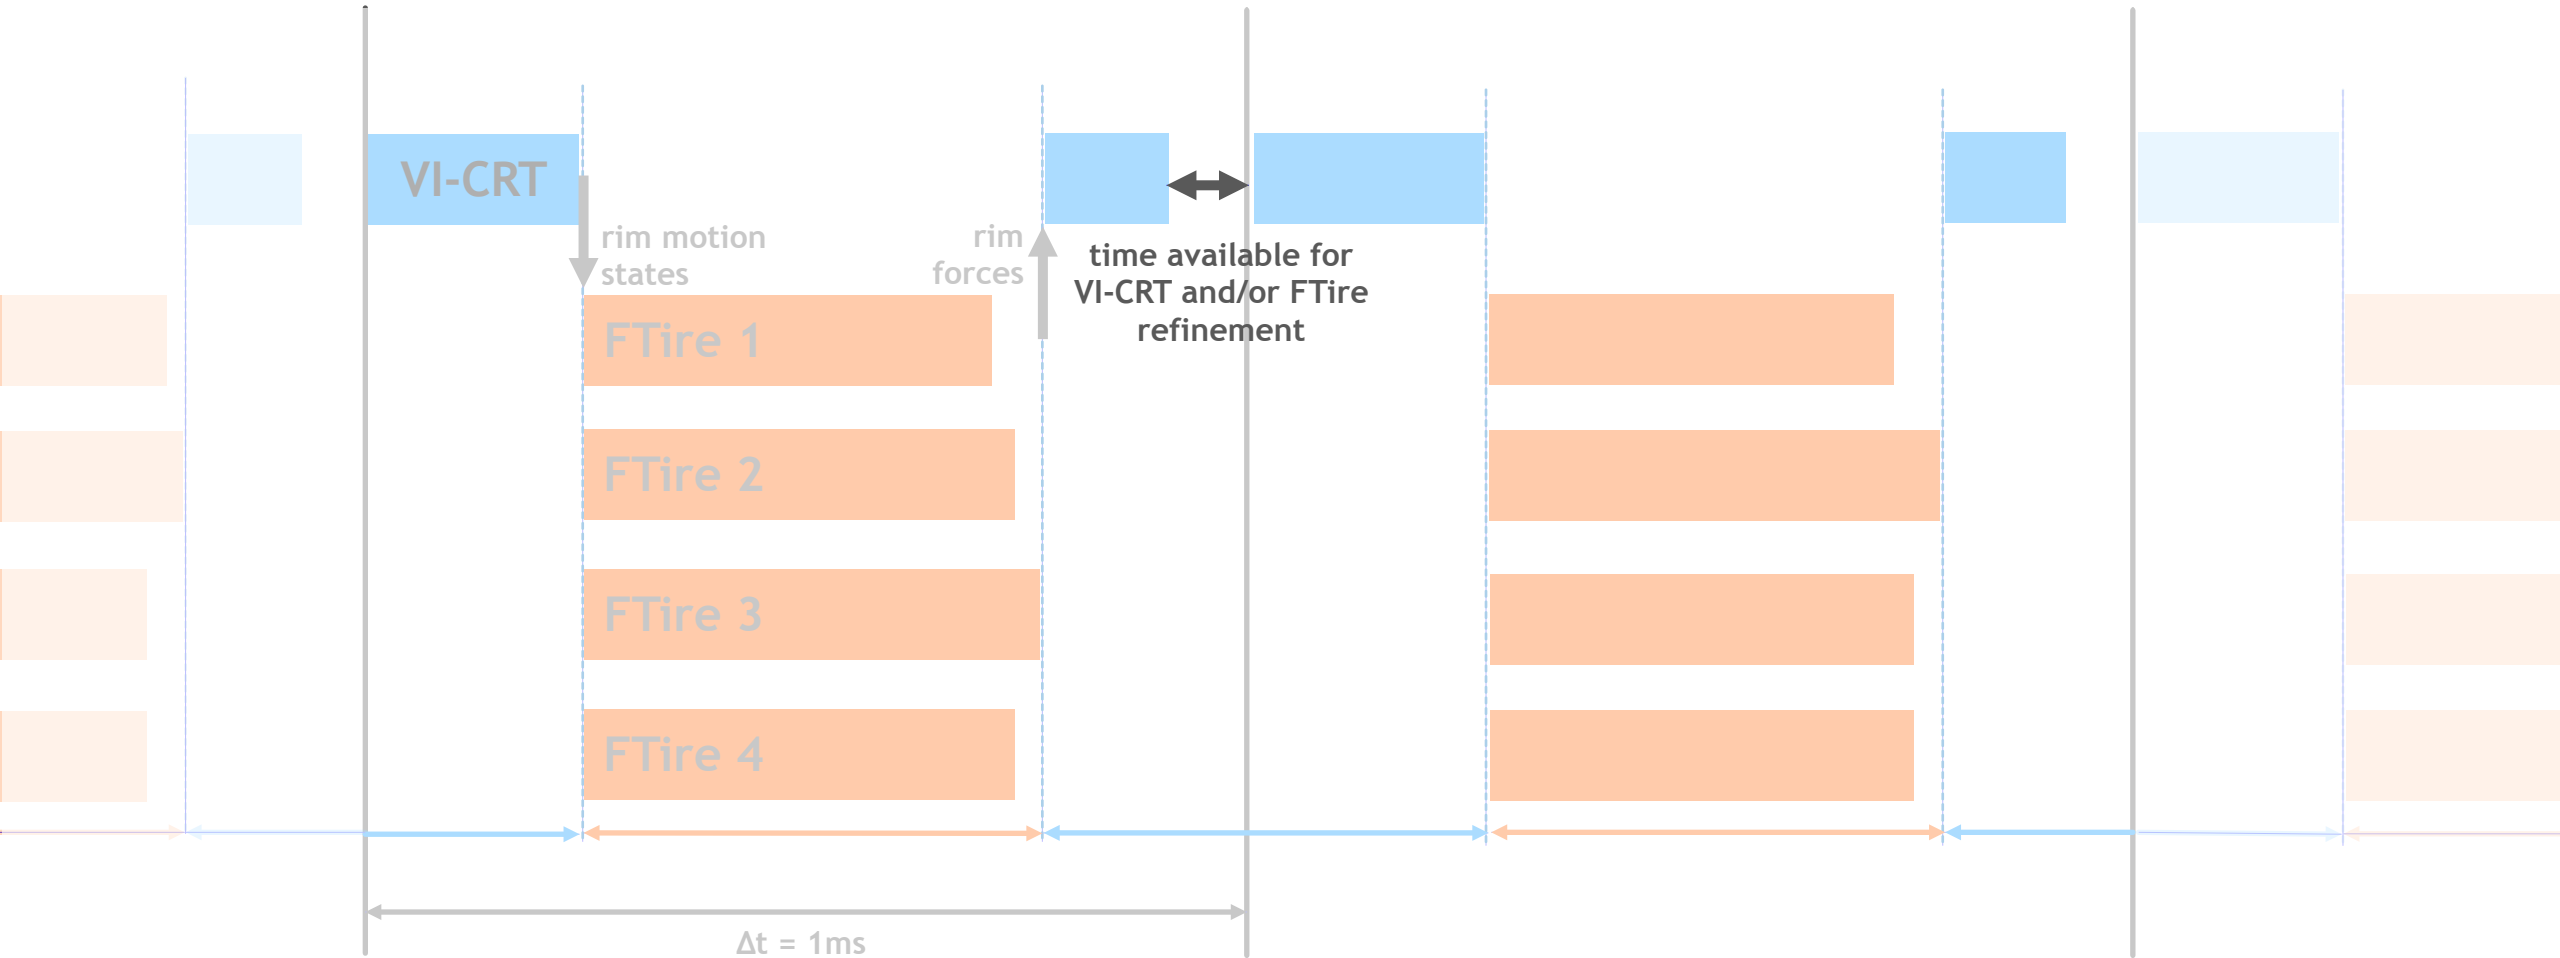 VI-CRT
rim motion
states
rim
forces
time available for
VI-CRT and/or FTire
refinement
FTire 1
FTire 2
FTire 3
FTire 4
Δt = 1ms